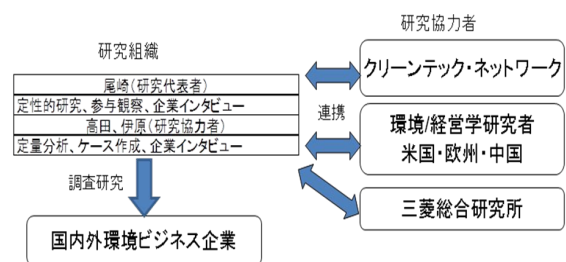 研究組織
尾崎(研究代表者)
定性的研究、参与観察、企業インタビュー
高田、伊原(研究協力者)
定量分析、ケース作成、企業インタビュー
調査研究
国内外環境ビジネス企業
連携
研究協力者
クリーンテック・ネットワーク
環境/経営学研究者
米国・欧州・中国
三菱総合研究所